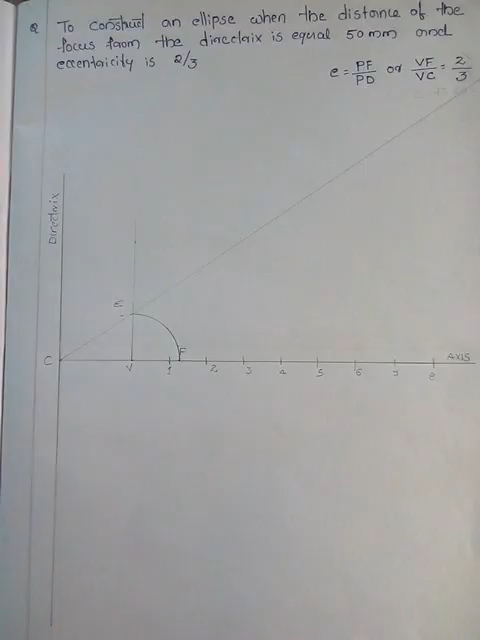 Q To construct an ellipse when the distance of the
focus from the directrix is equal 50 mm and
eccentricity is 2/3
e = PF/PD or VF/VC = 2/3
Directrix
E
F
C
V 1 2 3 4 5 6 7 8
AXIS